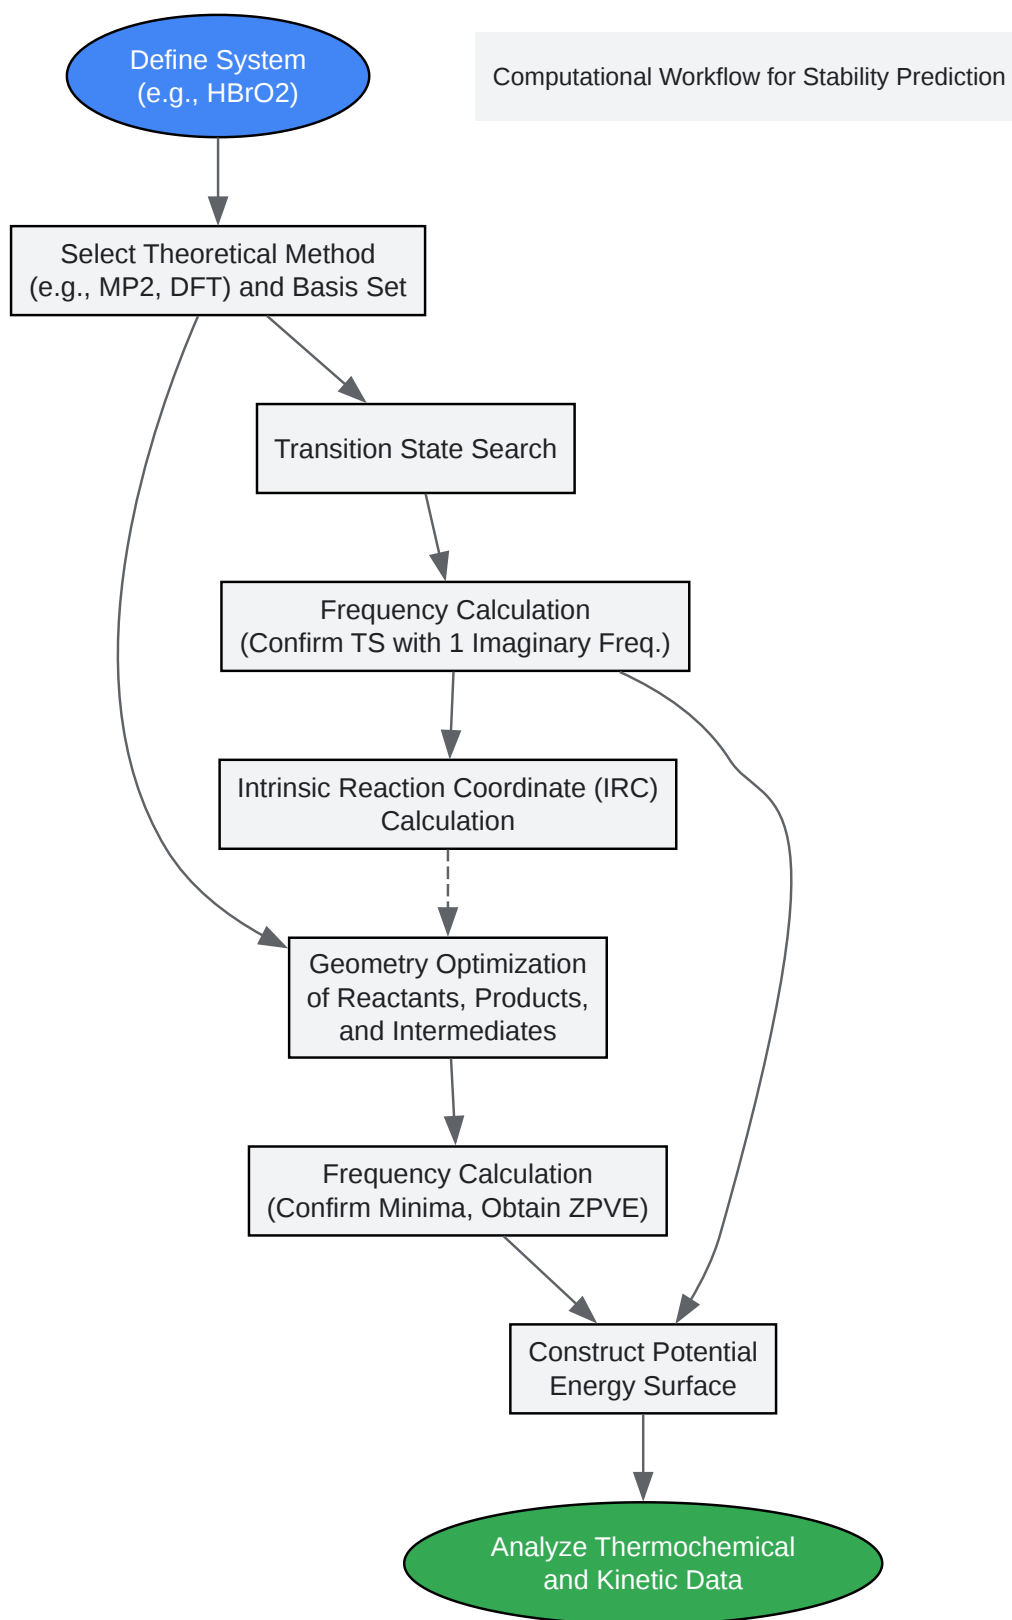 Define System
(e.g., HBrO2)
Computational Workflow for Stability Prediction
Select Theoretical Method
(e.g., MP2, DFT) and Basis Set
Transition State Search
Frequency Calculation
(Confirm TS with 1 Imaginary Freq.)
Intrinsic Reaction Coordinate (IRC)
Calculation
Geometry Optimization
of Reactants, Products,
and Intermediates
Frequency Calculation
(Confirm Minima, Obtain ZPVE)
Construct Potential
Energy Surface
Analyze Thermochemical
and Kinetic Data